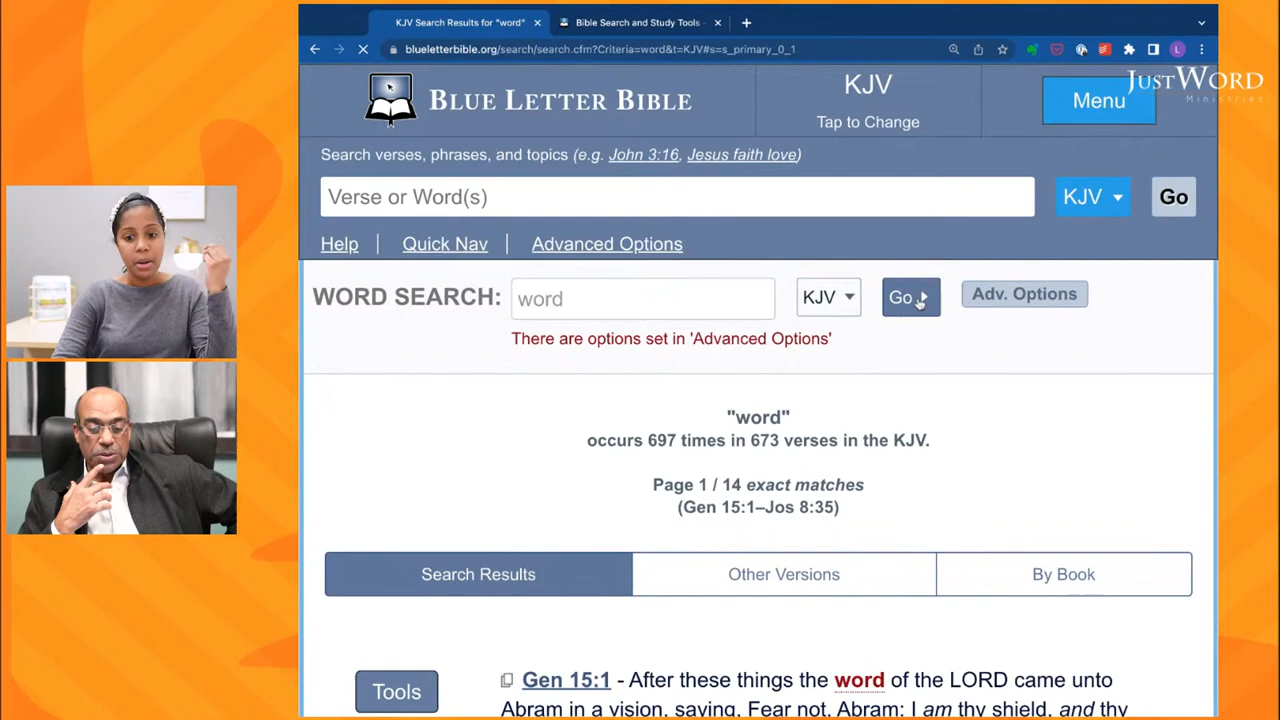 KJV Search Results for "word"
Bible Search and Study Tools -
blueletterbible.org/search/search.cfm?Criteria=word&t=KJV#s=s_primary_0_1
L
JUSTWORD
Ministries
BLUE LETTER BIBLE
KJV
Tap to Change
Menu
Search verses, phrases, and topics (e.g. John 3:16, Jesus faith love)
Verse or Word(s)
KJV
Go
Help | Quick Nav | Advanced Options
WORD SEARCH:
word
KJV
Go
Adv. Options
There are options set in 'Advanced Options'
"word"
occurs 697 times in 673 verses in the KJV.
Page 1 / 14 exact matches
(Gen 15:1–Jos 8:35)
Search Results
Other Versions
By Book
Tools
Gen 15:1 - After these things the word of the LORD came unto
Abram in a vision, saying, Fear not, Abram: I am thy shield, and thy